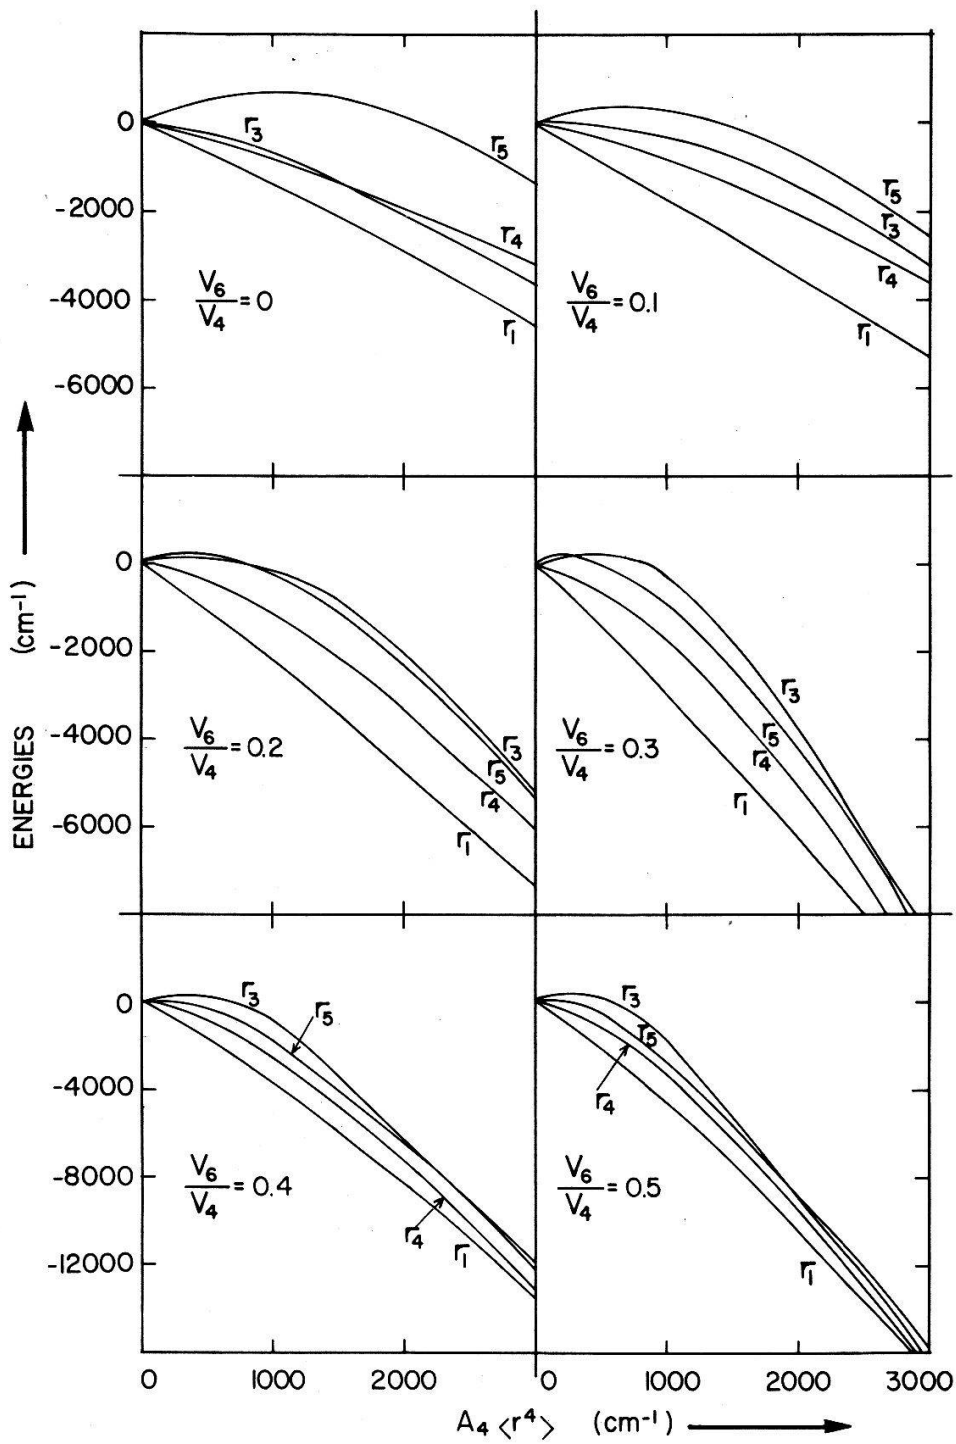 0
-2000
-4000
-6000
Γ3
Γ5
Γ4
Γ1
V6
V4 = 0
Γ5
Γ3
Γ4
Γ1
V6
V4 = 0.1
0
-2000
-4000
-6000
Γ3
Γ5
Γ4
Γ1
V6
V4 = 0.2
Γ3
Γ5
Γ4
Γ1
V6
V4 = 0.3
0
-4000
-8000
-12000
Γ3
Γ5
Γ4
Γ1
V6
V4 = 0.4
Γ3
Γ5
Γ4
Γ1
V6
V4 = 0.5
0 1000 2000 0 1000 2000 3000
A4 <r⁴> (cm⁻¹)
ENERGIES (cm⁻¹)